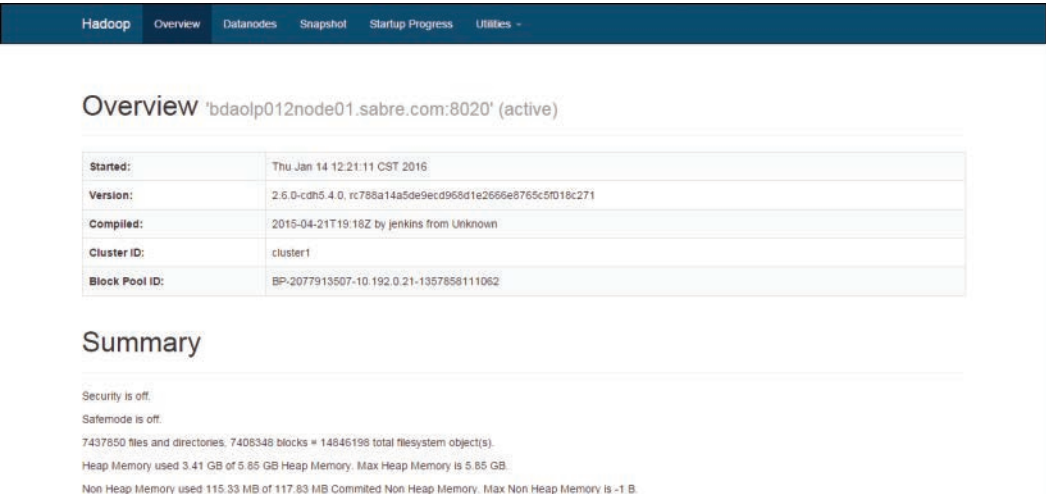 Hadoop Overview Datanodes Snapshot Startup Progress Utilities
Overview 'bdaolp012node01.sabre.com:8020' (active)
Started: Thu Jan 14 12:21:11 CST 2016
Version: 2.6.0-cdh5.4.0, rc788a14a5de9ecd968d1e2666e8765c5f018c271
Compiled: 2015-04-21T19:18Z by jenkins from Unknown
Cluster ID: cluster1
Block Pool ID: BP-2077913507-10.192.0.21-1357858111062
Summary
Security is off.
Safemode is off.
7437850 files and directories, 7408348 blocks = 14846198 total filesystem object(s).
Heap Memory used 3.41 GB of 5.85 GB Heap Memory. Max Heap Memory is 5.85 GB.
Non Heap Memory used 115.33 MB of 117.83 MB Commited Non Heap Memory. Max Non Heap Memory is -1 B.